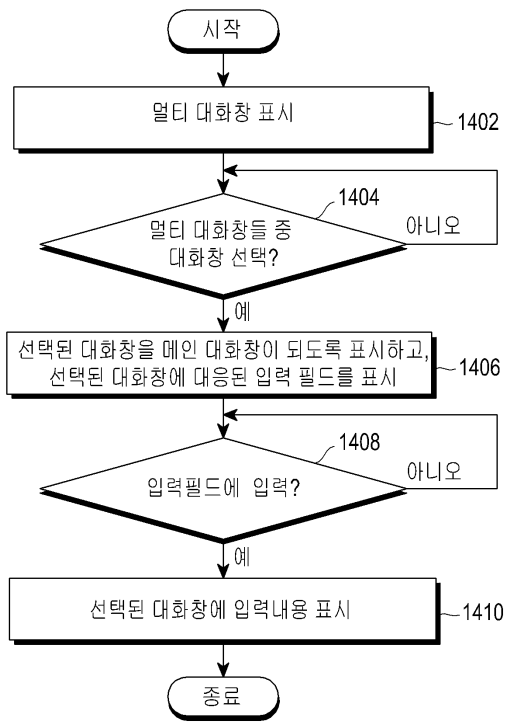 시작
멀티 대화창 표시
1402
1404
멀티 대화창들 중
대화창 선택?
아니오
예
선택된 대화창을 메인 대화창이 되도록 표시하고,
선택된 대화창에 대응된 입력 필드를 표시
1406
1408
입력필드에 입력?
아니오
예
선택된 대화창에 입력내용 표시
1410
종료